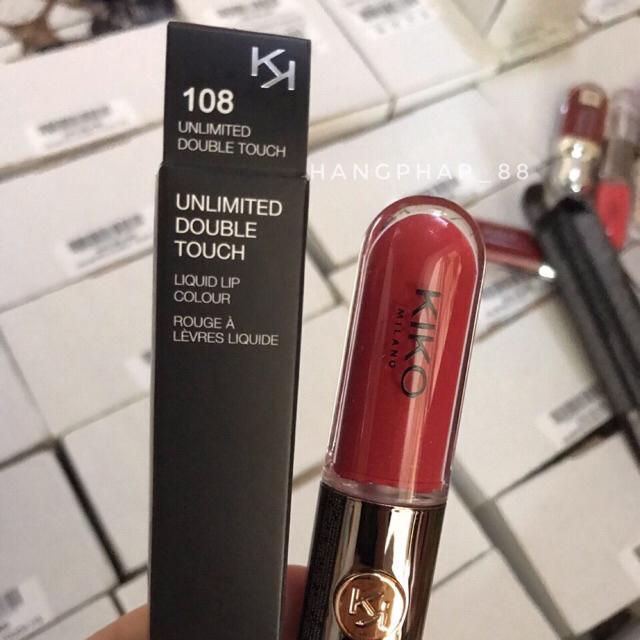 KK
108
UNLIMITED
DOUBLE TOUCH
UNLIMITED
DOUBLE
TOUCH
LIQUID LIP
COLOUR
ROUGE À
LÈVRES LIQUIDE
HANGPHAP_88
KIKO
MILANO
KK